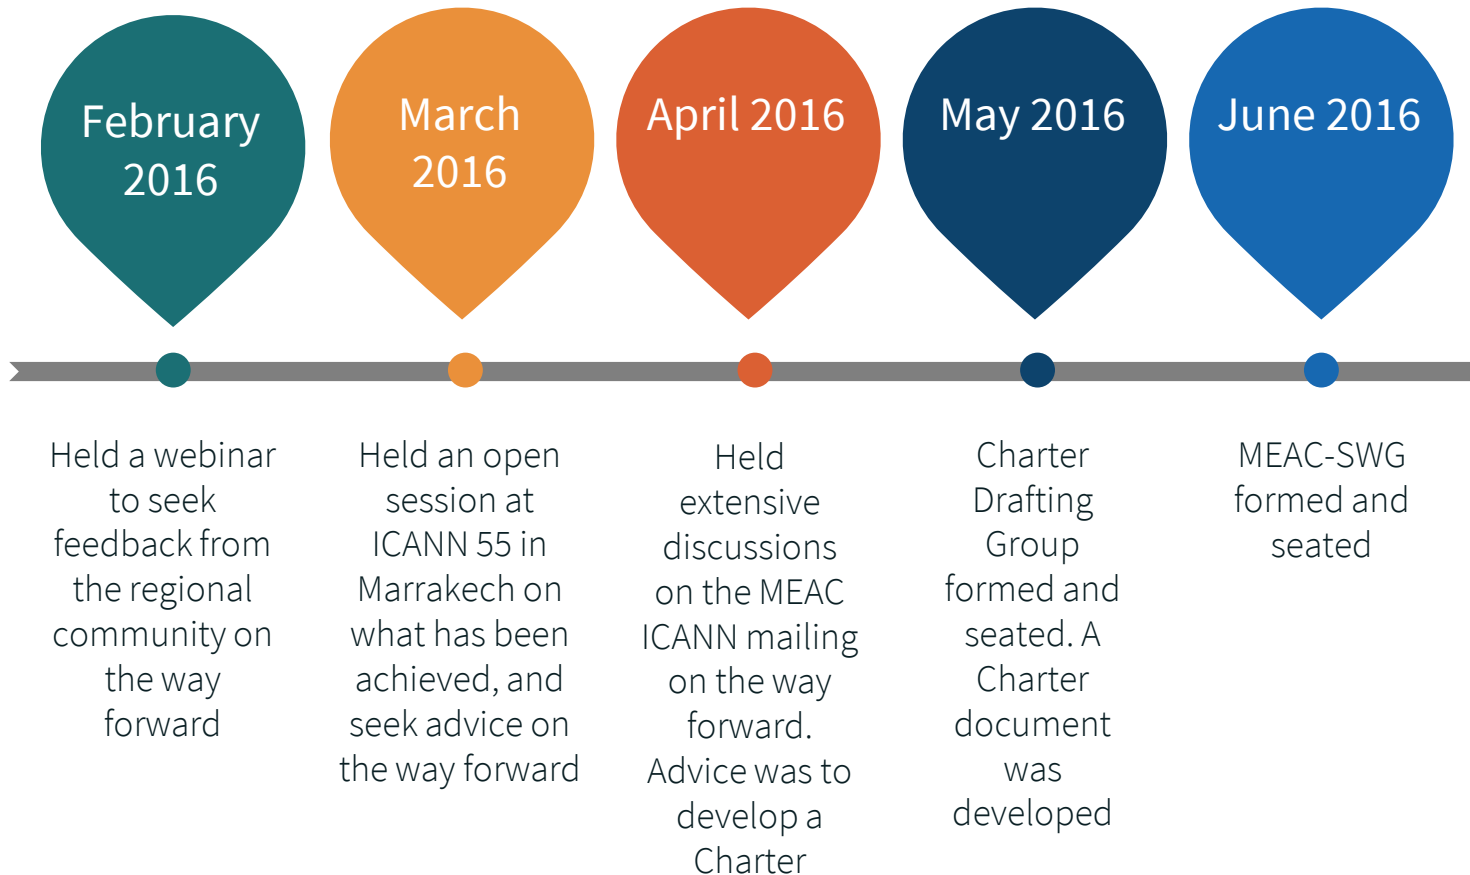 February
2016
March
2016
April 2016
May 2016
June 2016
Held a webinar
to seek
feedback from
the regional
community on
the way
forward
Held an open
session at
ICANN 55 in
Marrakech on
what has been
achieved, and
seek advice on
the way forward
Held
extensive
discussions
on the MEAC
ICANN mailing
on the way
forward.
Advice was to
develop a
Charter
Charter
Drafting
Group
formed and
seated. A
Charter
document
was
developed
MEAC-SWG
formed and
seated